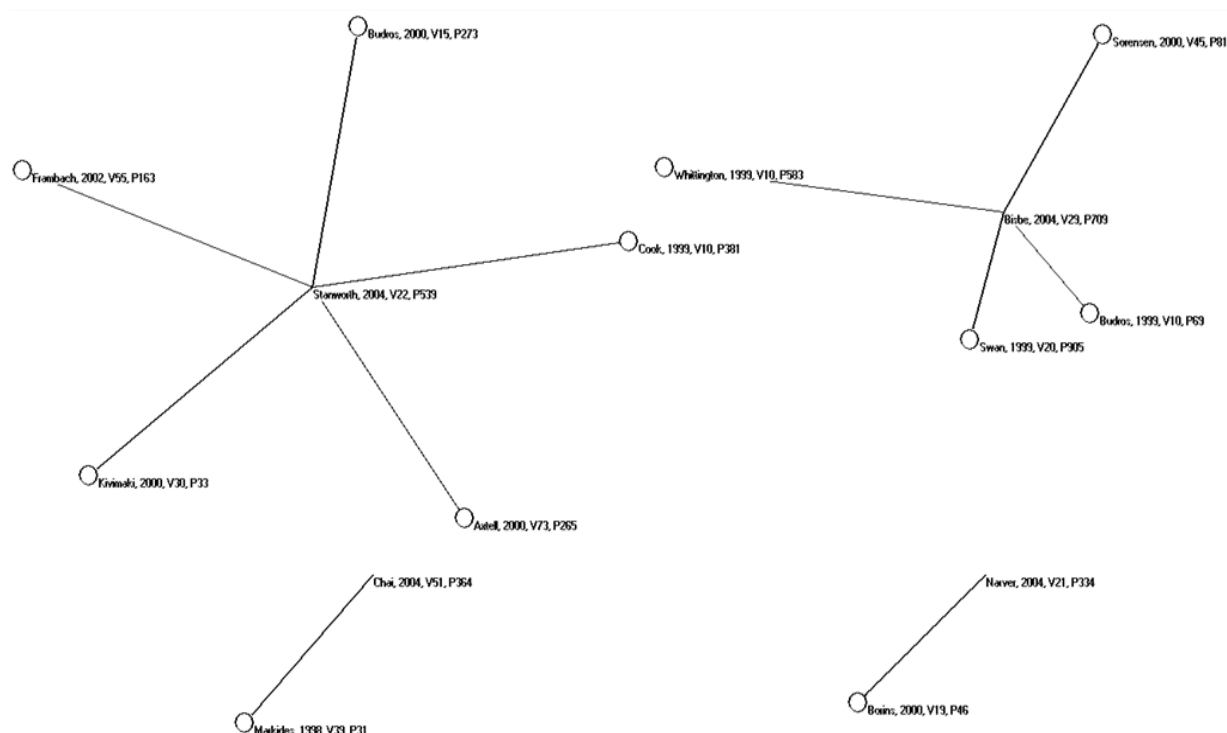 Budros, 2000, V15, P273
Sorensen, 2000, V45, P81
Frambach, 2002, V55, P163
Whittington, 1999, V10, P583
Bisbe, 2004, V29, P709
Cook, 1999, V10, P381
Stanworth, 2004, V22, P539
Budros, 1999, V10, P69
Swan, 1999, V20, P905
Kivimaki, 2000, V30, P33
Axtell, 2000, V73, P265
Chai, 2004, V51, P364
Narver, 2004, V21, P334
Borins, 2000, V19, P46
Markides, 1998, V39, P31